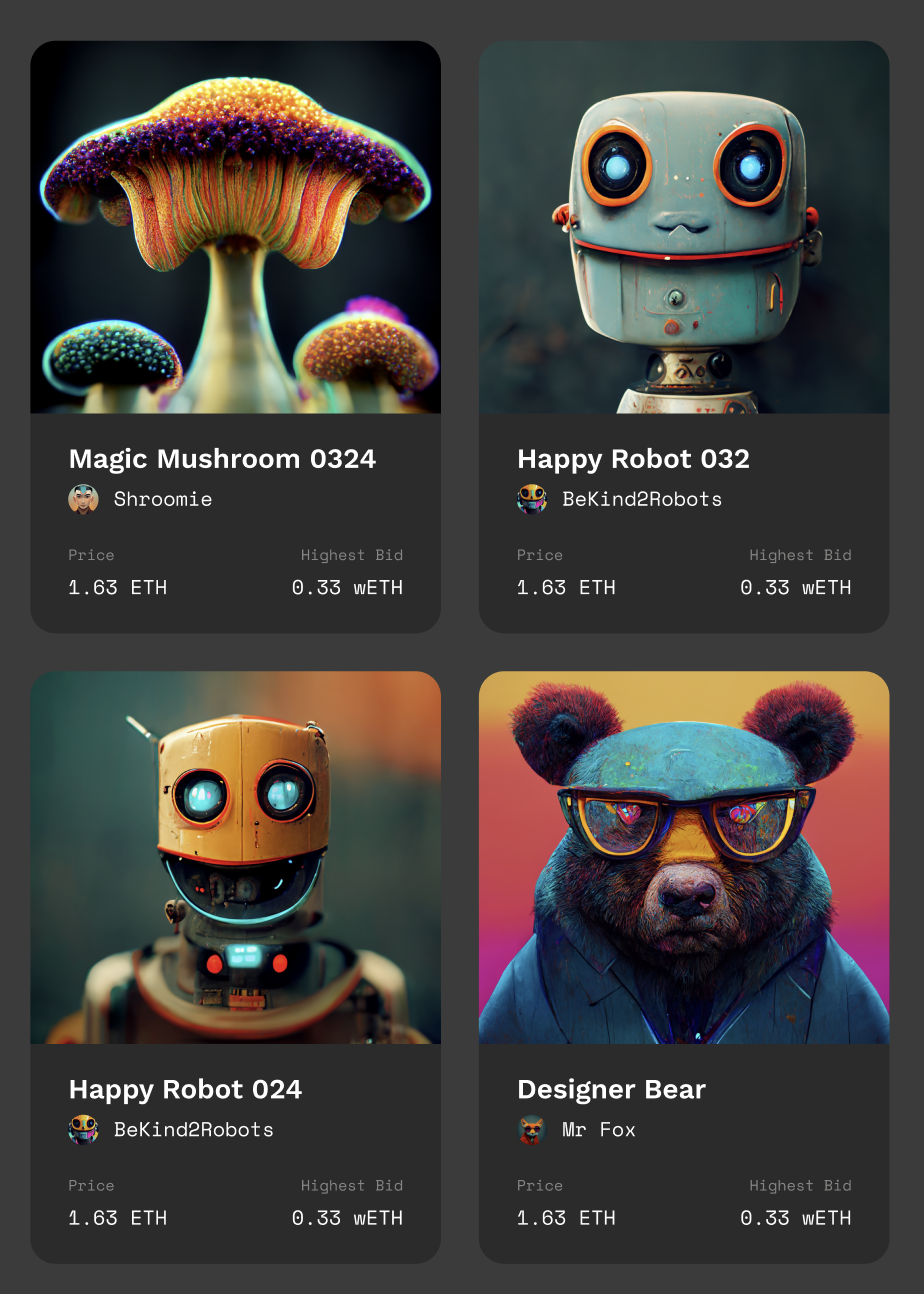 Magic Mushroom 0324
Shroomie
Price Highest Bid
1.63 ETH 0.33 wETH
Happy Robot 032
BeKind2Robots
Price Highest Bid
1.63 ETH 0.33 wETH
Happy Robot 024
BeKind2Robots
Price Highest Bid
1.63 ETH 0.33 wETH
Designer Bear
Mr Fox
Price Highest Bid
1.63 ETH 0.33 wETH